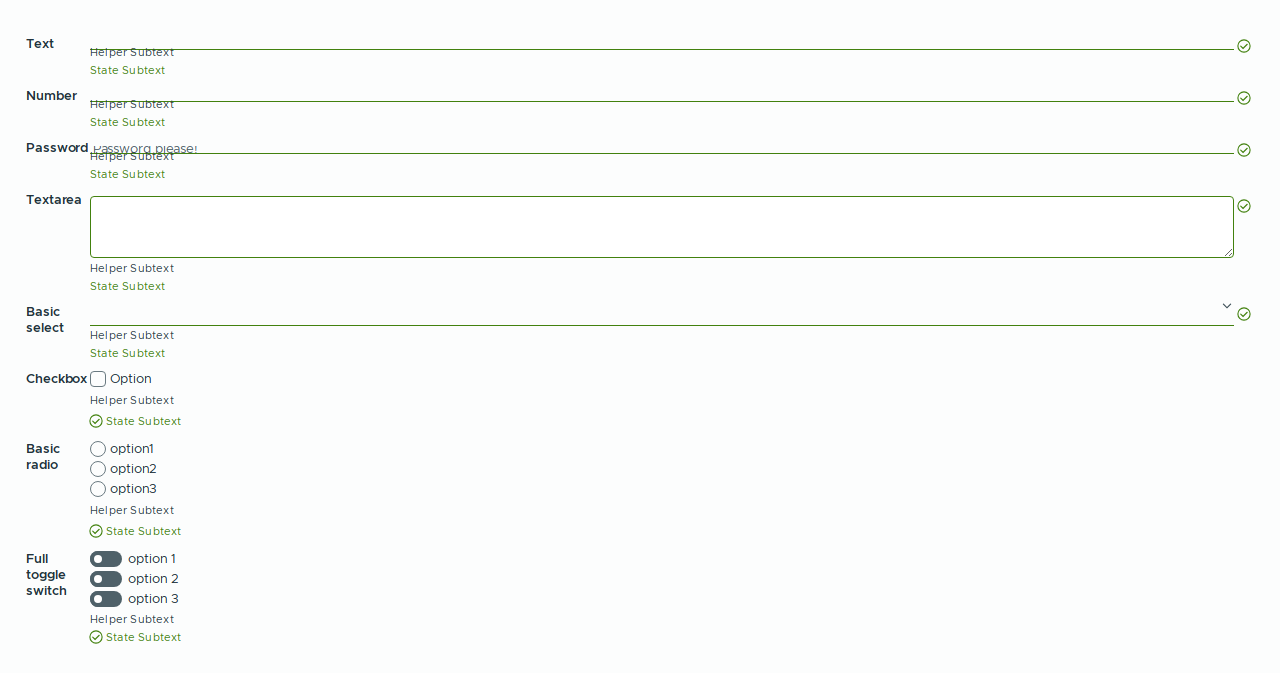 Text
Helper Subtext
State Subtext
Number
Helper Subtext
State Subtext
Password
Password please!
Helper Subtext
State Subtext
Textarea
Helper Subtext
State Subtext
Basic
select
Helper Subtext
State Subtext
Checkbox
Option
Helper Subtext
State Subtext
Basic
radio
option1
option2
option3
Helper Subtext
State Subtext
Full
toggle
switch
option 1
option 2
option 3
Helper Subtext
State Subtext